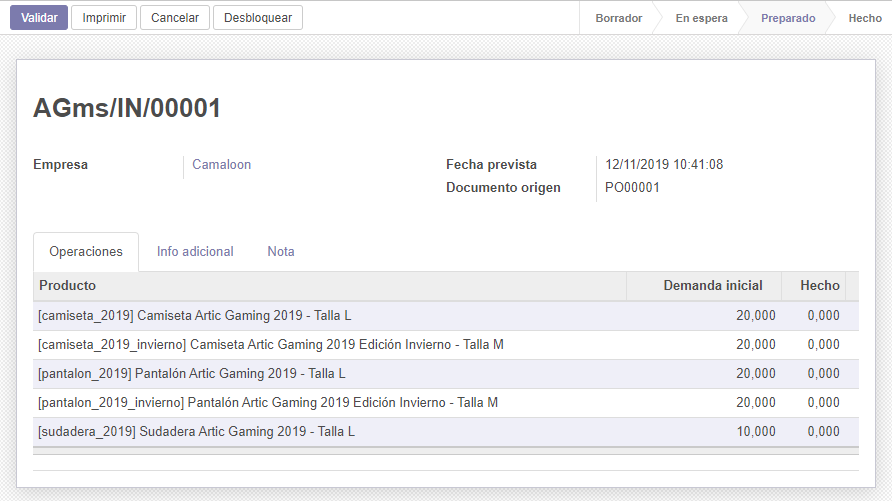 Validar Imprimir Cancelar Desbloquear Borrador En espera Preparado Hecho
AGms/IN/00001
Empresa Camaloon Fecha prevista 12/11/2019 10:41:08
Documento origen PO00001
Operaciones Info adicional Nota
Producto Demanda inicial Hecho
[camiseta_2019] Camiseta Artic Gaming 2019 - Talla L 20,000 0,000
[camiseta_2019_invierno] Camiseta Artic Gaming 2019 Edición Invierno - Talla M 20,000 0,000
[pantalon_2019] Pantalón Artic Gaming 2019 - Talla L 20,000 0,000
[pantalon_2019_invierno] Pantalón Artic Gaming 2019 Edición Invierno - Talla M 20,000 0,000
[sudadera_2019] Sudadera Artic Gaming 2019 - Talla L 10,000 0,000